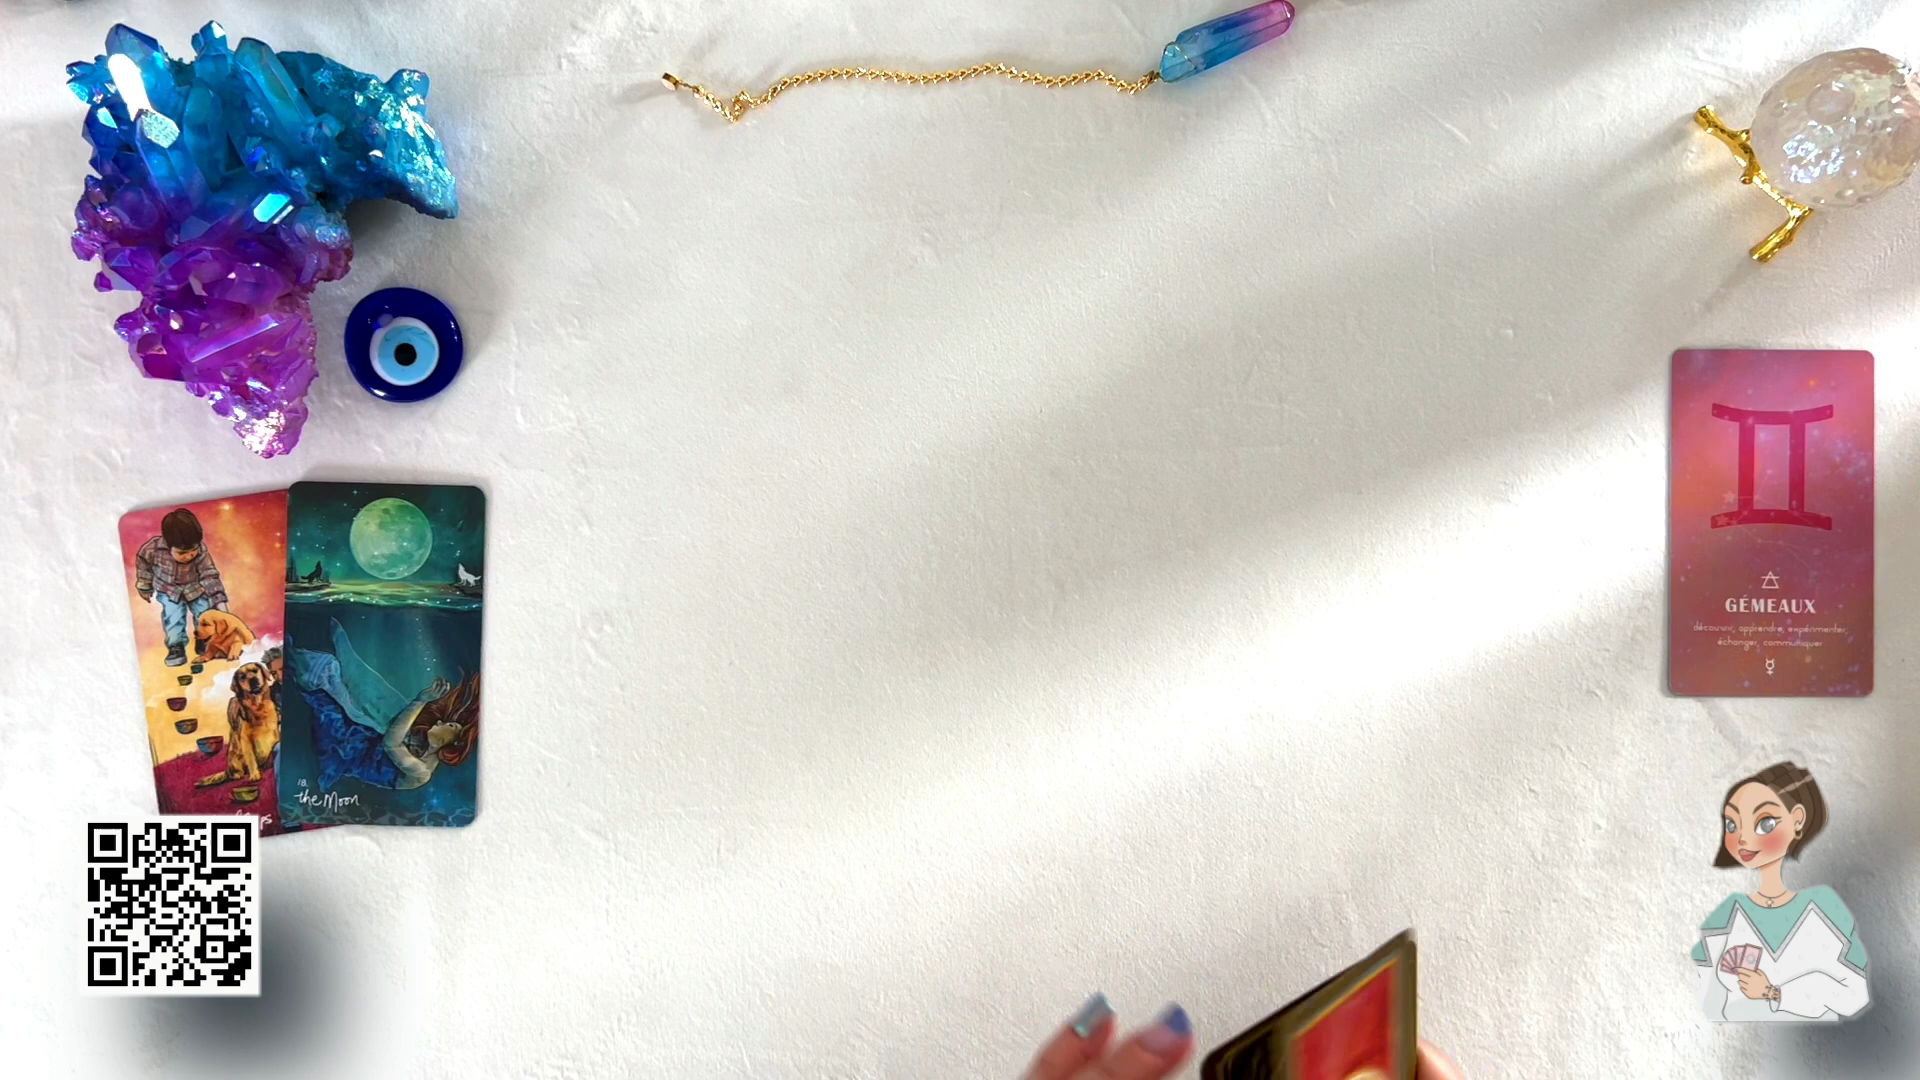 18.
the Moon
GÉMEAUX
découvrir, apprendre, expérimenter,
échanger, communiquer